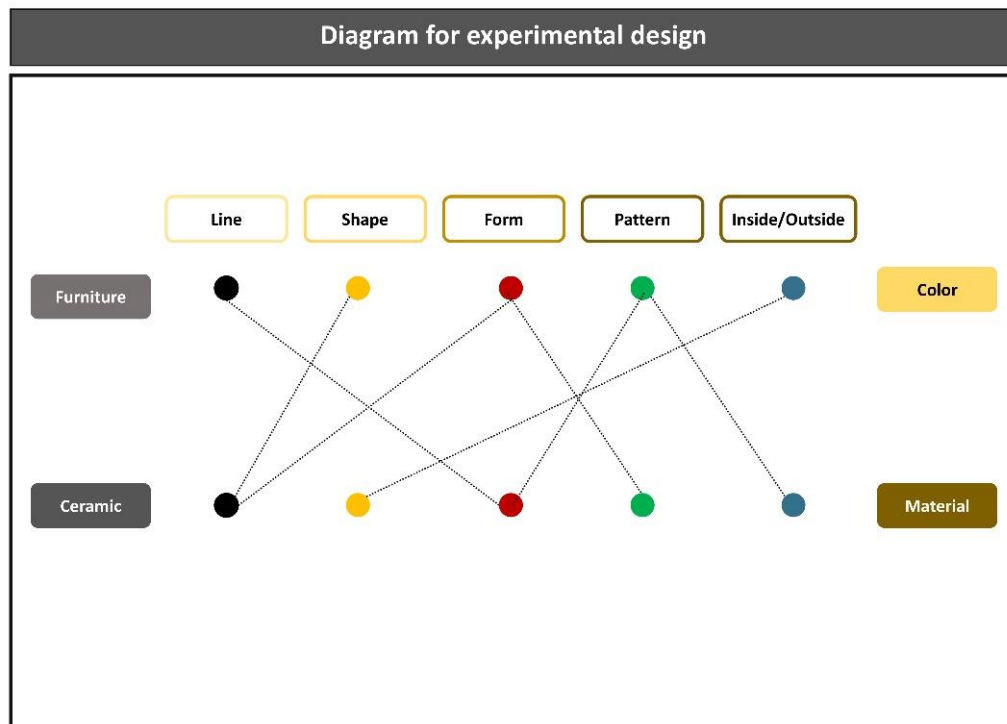 Diagram for experimental design
Line
Shape
Form
Pattern
Inside/Outside
Furniture
Color
Ceramic
Material